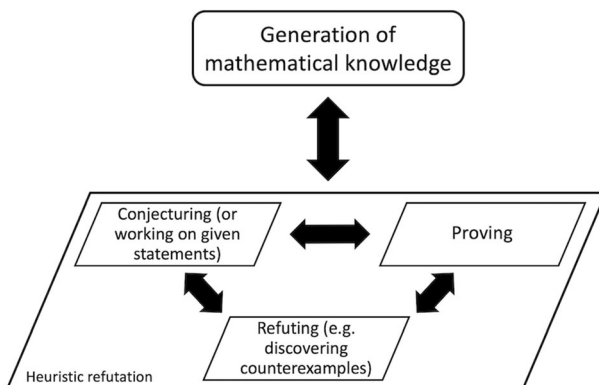 Generation of
mathematical knowledge
Conjecturing (or
working on given
statements)
Proving
Refuting (e.g.
discovering
counterexamples)
Heuristic refutation